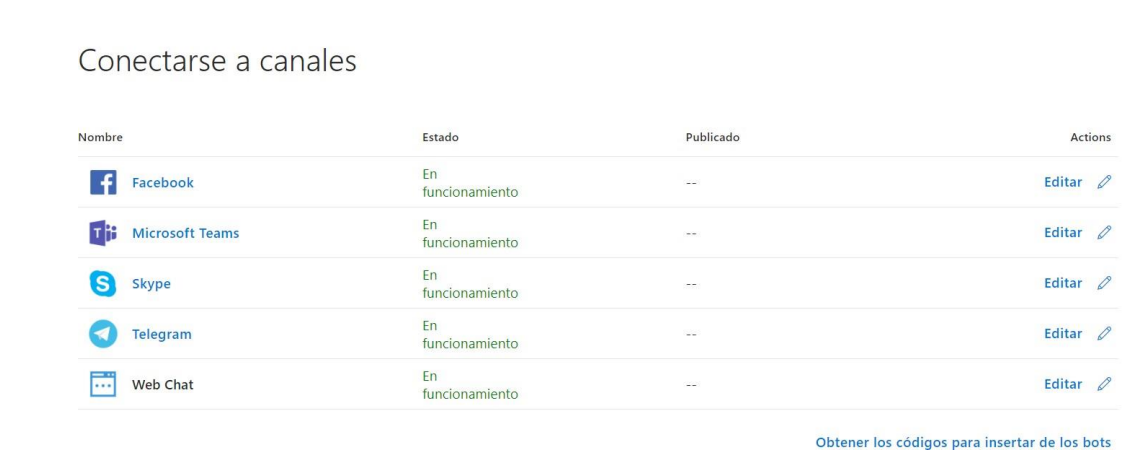 Conectarse a canales
Nombre Estado Publicado Actions
Facebook En funcionamiento -- Editar
Microsoft Teams En funcionamiento -- Editar
Skype En funcionamiento -- Editar
Telegram En funcionamiento -- Editar
Web Chat En funcionamiento -- Editar
Obtener los códigos para insertar de los bots